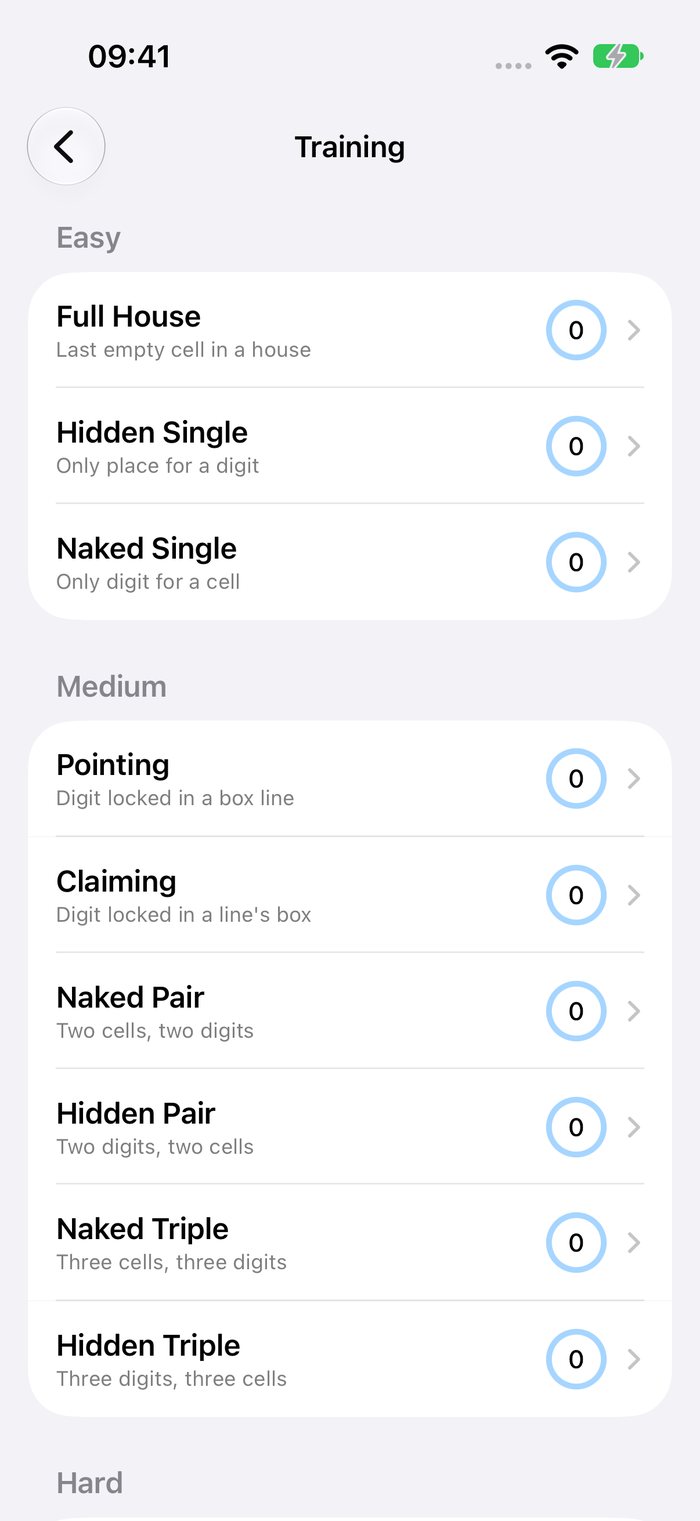 09:41
Training
Easy
Full House
Last empty cell in a house
0
Hidden Single
Only place for a digit
0
Naked Single
Only digit for a cell
0
Medium
Pointing
Digit locked in a box line
0
Claiming
Digit locked in a line's box
0
Naked Pair
Two cells, two digits
0
Hidden Pair
Two digits, two cells
0
Naked Triple
Three cells, three digits
0
Hidden Triple
Three digits, three cells
0
Hard